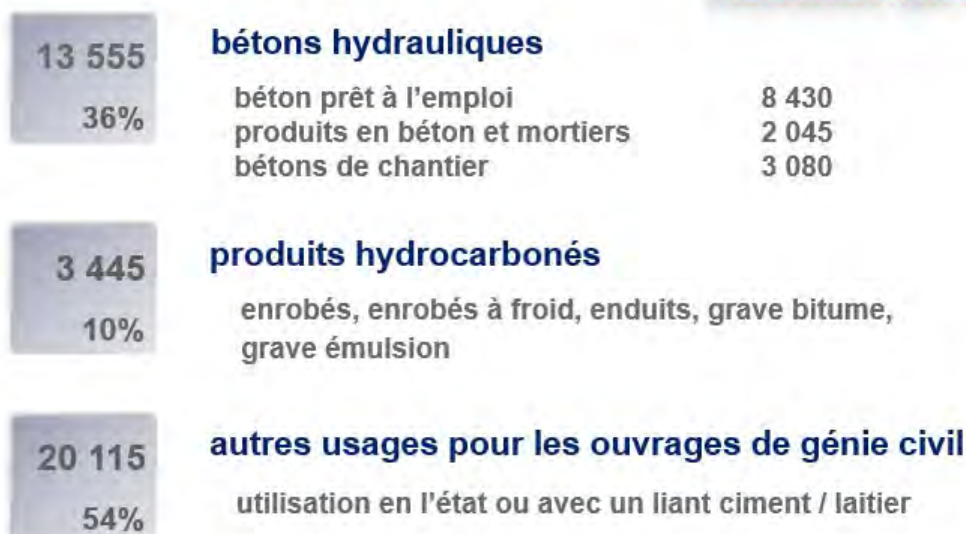 13 555
36%
bétons hydrauliques
béton prêt à l'emploi 8 430
produits en béton et mortiers 2 045
bétons de chantier 3 080
3 445
10%
produits hydrocarbonés
enrobés, enrobés à froid, enduits, grave bitume,
grave émulsion
20 115
54%
autres usages pour les ouvrages de génie civil
utilisation en l'état ou avec un liant ciment / laitier